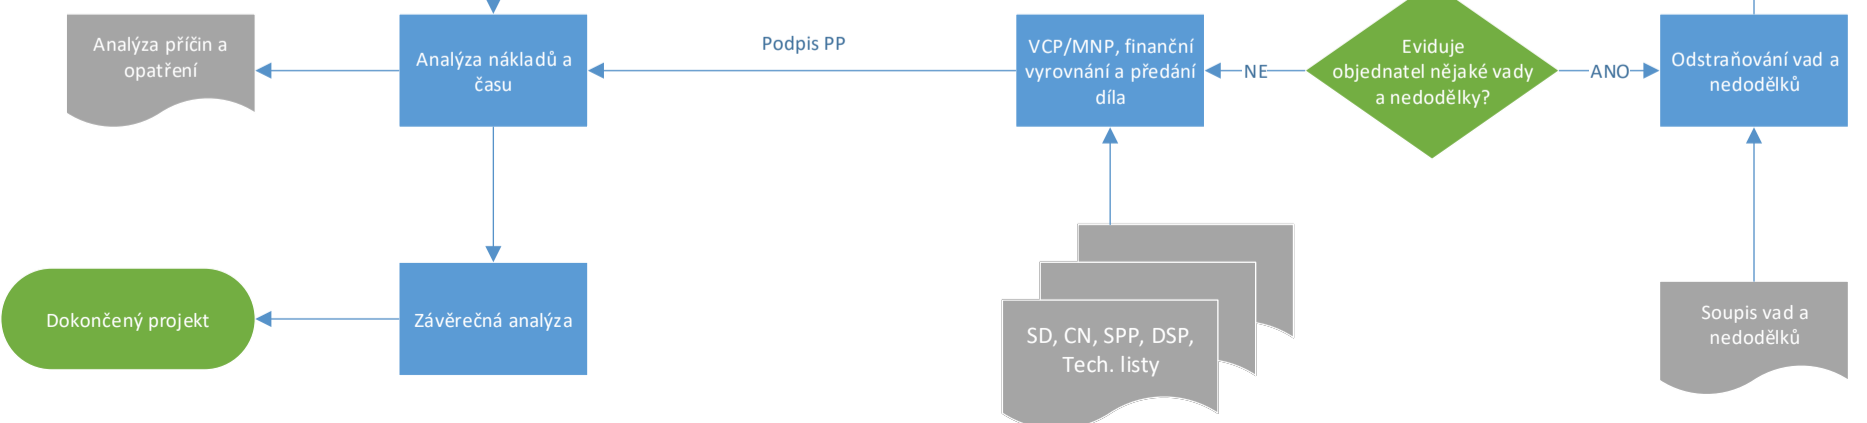 Analýza příčin a
opatření
Analýza nákladů a
času
Podpis PP
VCP/MNP, finanční
vyrovnání a předání
díla
NE
Eviduje
objednatel nějaké vady
a nedodělky?
ANO
Odstraňování vad a
nedodělků
Dokončený projekt
Závěrečná analýza
SD, CN, SPP, DSP,
Tech. listy
Soupis vad a
nedodělků